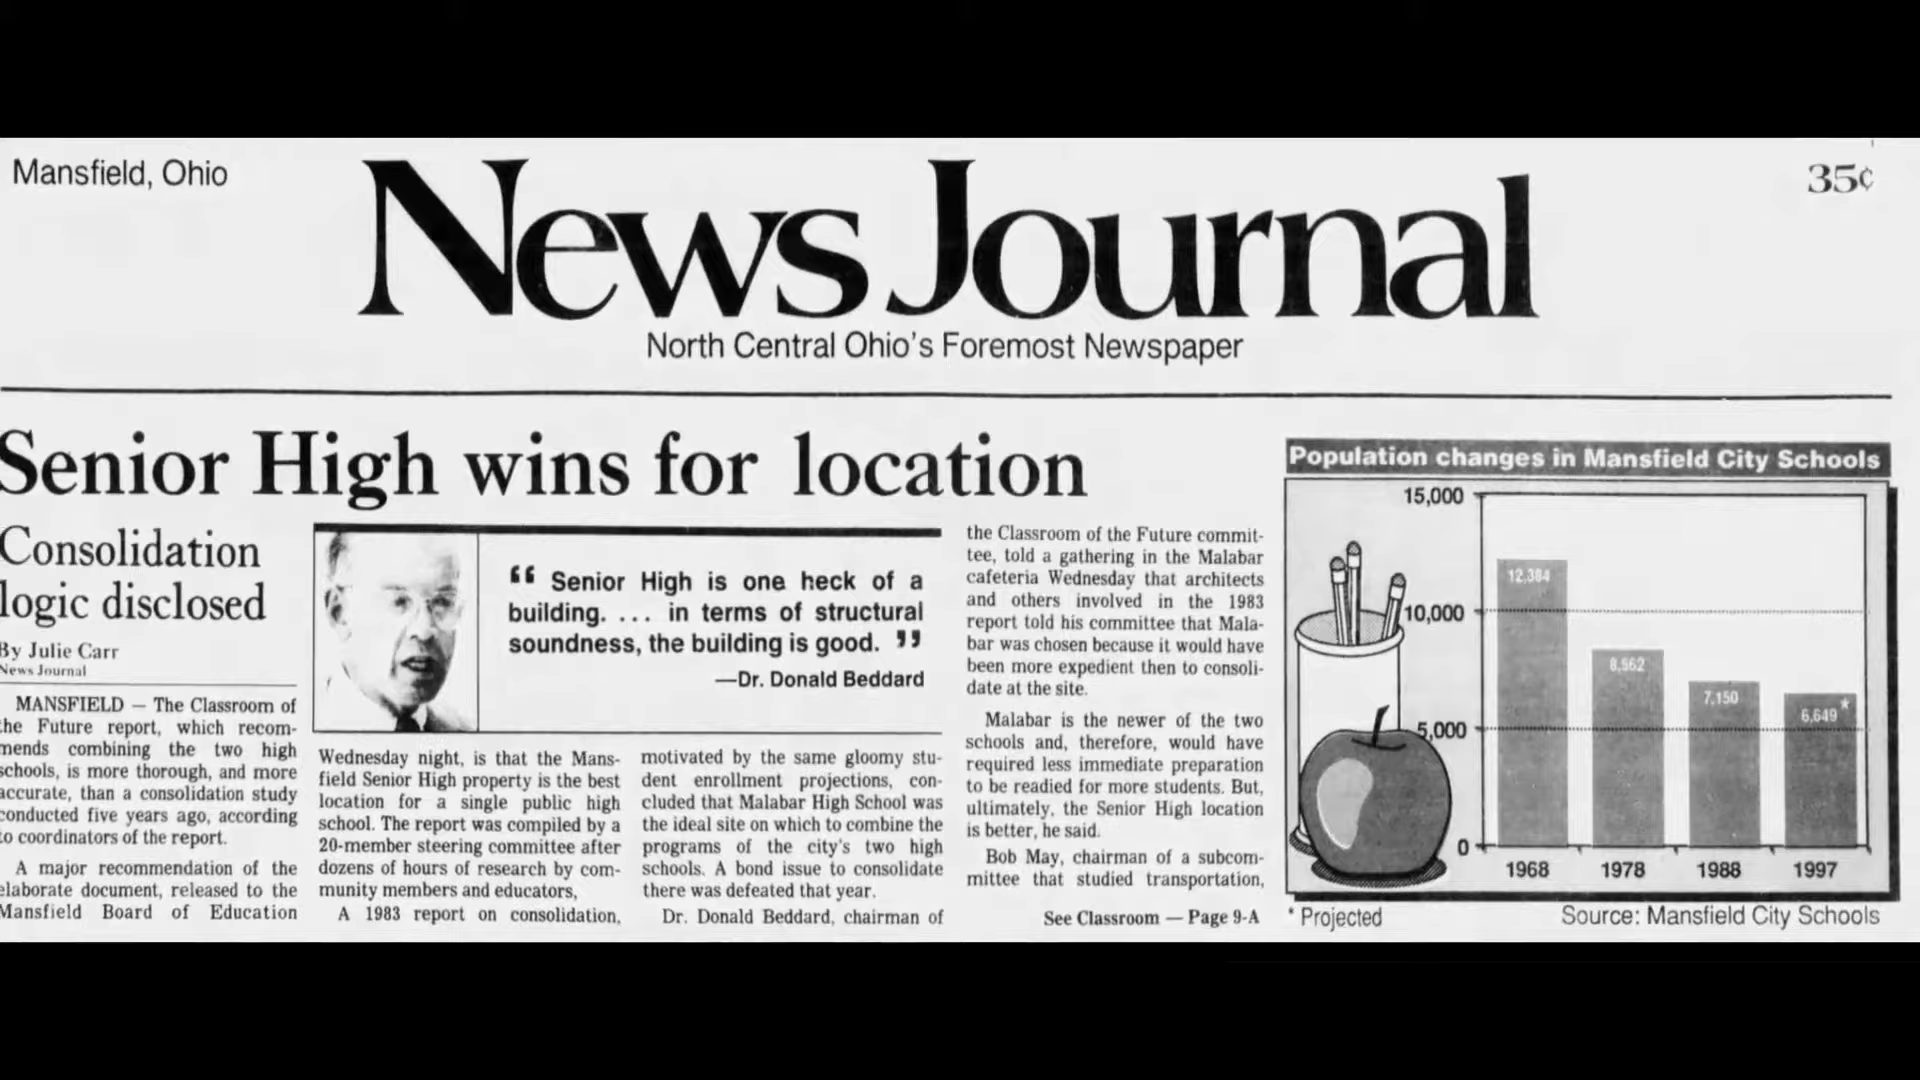 Mansfield, Ohio
News Journal
35¢
North Central Ohio's Foremost Newspaper
Senior High wins for location
Consolidation
logic disclosed
By Julie Carr
News Journal
MANSFIELD — The Classroom of
the Future report, which recom-
mends combining the two high
schools, is more thorough, and more
accurate, than a consolidation study
conducted five years ago, according
to coordinators of the report.
A major recommendation of the
elaborate document, released to the
Mansfield Board of Education
“ Senior High is one heck of a
building. . . . in terms of structural
soundness, the building is good. ”
—Dr. Donald Beddard
Wednesday night, is that the Mans-
field Senior High property is the best
location for a single public high
school. The report was compiled by a
20-member steering committee after
dozens of hours of research by com-
munity members and educators,
A 1983 report on consolidation,
motivated by the same gloomy stu-
dent enrollment projections, con-
cluded that Malabar High School was
the ideal site on which to combine the
programs of the city's two high
schools. A bond issue to consolidate
there was defeated that year.
Dr. Donald Beddard, chairman of
the Classroom of the Future commit-
tee, told a gathering in the Malabar
cafeteria Wednesday that architects
and others involved in the 1983
report told his committee that Mala-
bar was chosen because it would have
been more expedient then to consoli-
date at the site.
Malabar is the newer of the two
schools and, therefore, would have
required less immediate preparation
to be readied for more students. But,
ultimately, the Senior High location
is better, he said.
Bob May, chairman of a subcom-
mittee that studied transportation,
See Classroom — Page 9-A
Population changes in Mansfield City Schools
15,000
12,384
10,000
8,562
7,150
6,649 *
5,000
0
1968 1978 1988 1997
* Projected
Source: Mansfield City Schools